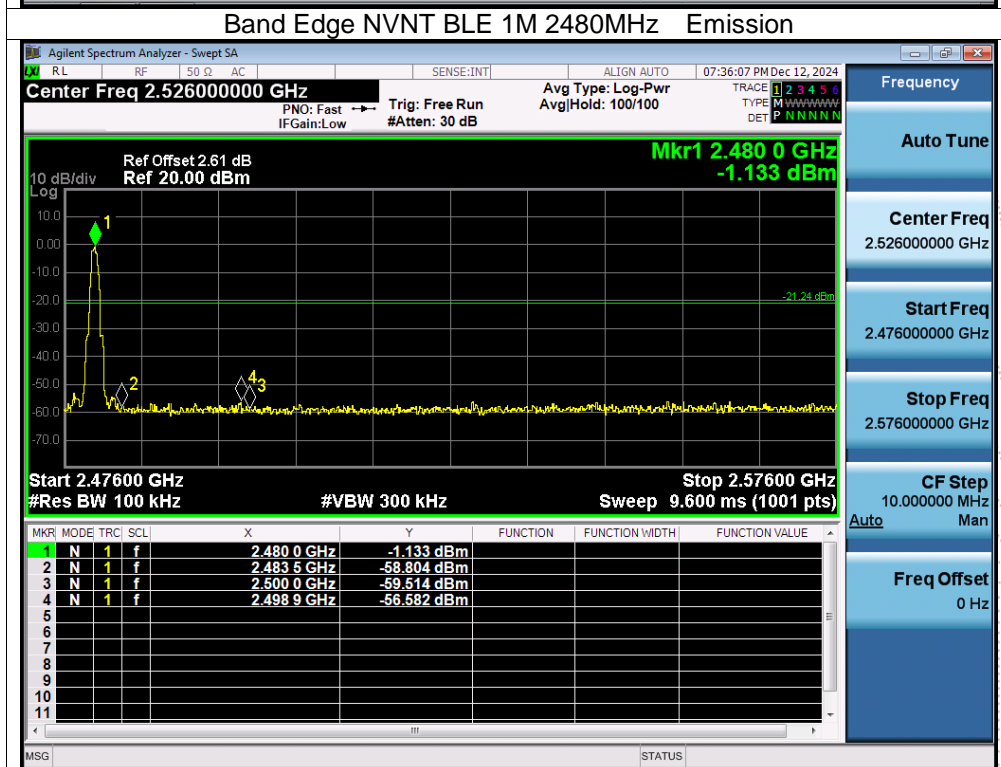 Band Edge NVNT BLE 1M 2480MHz Emission
Agilent Spectrum Analyzer - Swept SA
LXI RL RF 50 Ω AC SENSE:INT ALIGN AUTO 07:36:07 PM Dec 12, 2024
Center Freq 2.526000000 GHz
PNO: Fast
IFGain:Low
Trig: Free Run
#Atten: 30 dB
Avg Type: Log-Pwr
Avg|Hold: 100/100
TRACE 1 2 3 4 5 6
TYPE M WWWWW
DET P N N N N N
Frequency
Auto Tune
Center Freq
2.526000000 GHz
Start Freq
2.476000000 GHz
Stop Freq
2.576000000 GHz
CF Step
10.000000 MHz
Auto Man
Freq Offset
0 Hz
Mkr1 2.480 0 GHz
-1.133 dBm
Ref Offset 2.61 dB
10 dB/div Ref 20.00 dBm
Log
10.0
0.00
-10.0
-20.0
-30.0
-40.0
-50.0
-60.0
-70.0
1
-21.24 dBm
2
4
3
Start 2.47600 GHz Stop 2.57600 GHz
#Res BW 100 kHz #VBW 300 kHz Sweep 9.600 ms (1001 pts)
MKR MODE TRC SCL X Y FUNCTION FUNCTION WIDTH FUNCTION VALUE
1 N 1 f 2.480 0 GHz -1.133 dBm
2 N 1 f 2.483 5 GHz -58.804 dBm
3 N 1 f 2.500 0 GHz -59.514 dBm
4 N 1 f 2.498 9 GHz -56.582 dBm
5
6
7
8
9
10
11
MSG STATUS